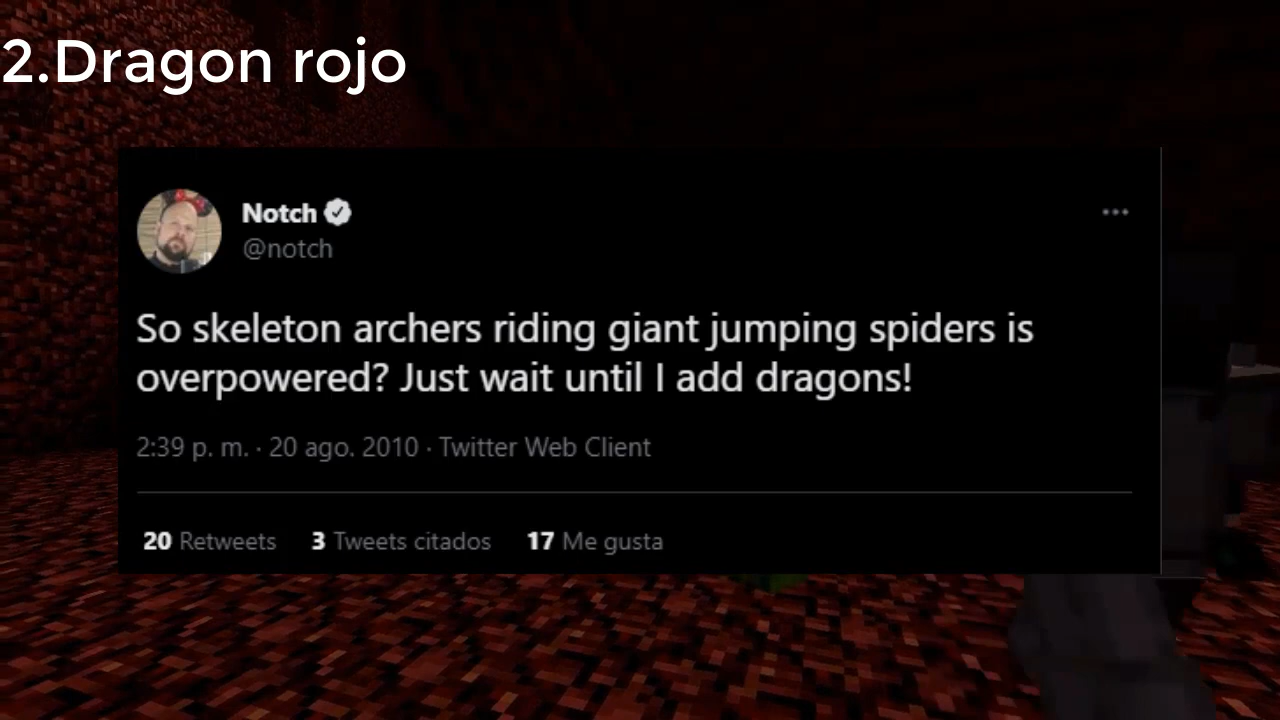 2.Dragon rojo
Notch
@notch
So skeleton archers riding giant jumping spiders is
overpowered? Just wait until I add dragons!
2:39 p. m. · 20 ago. 2010 · Twitter Web Client
20 Retweets 3 Tweets citados 17 Me gusta